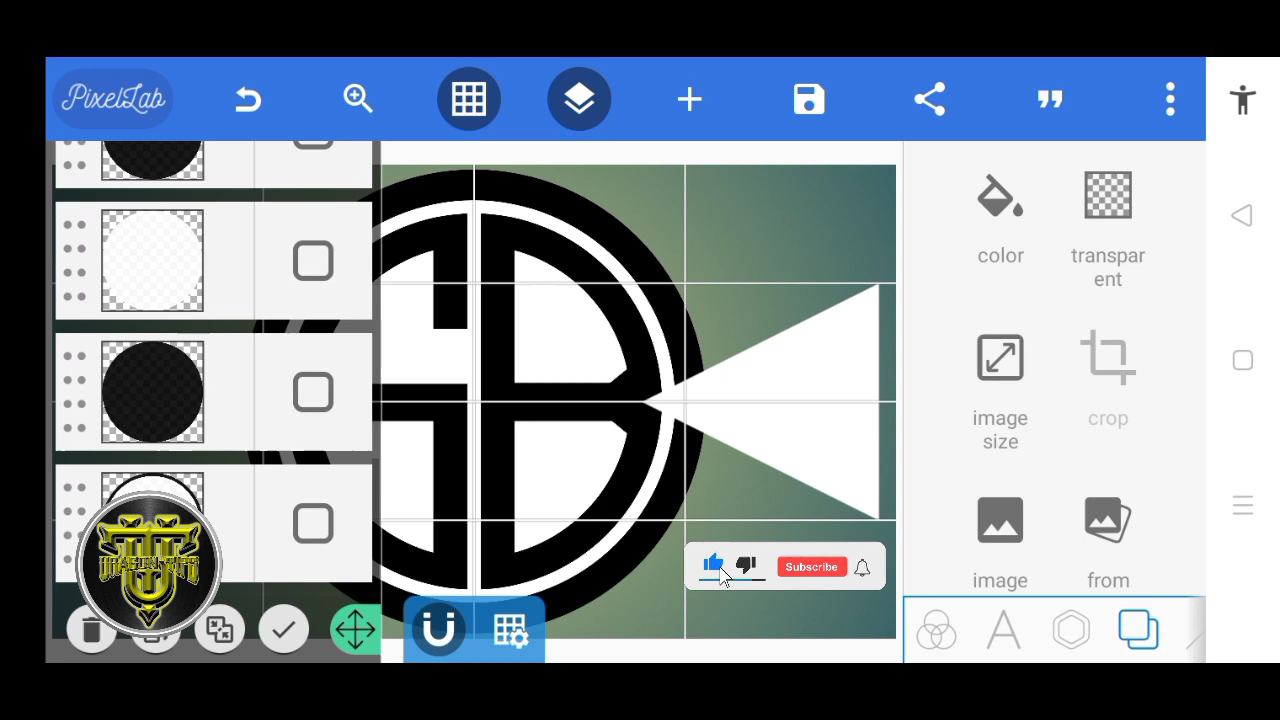 PixelLab
color
transpar
ent
image
size
crop
image
from
Subscribe